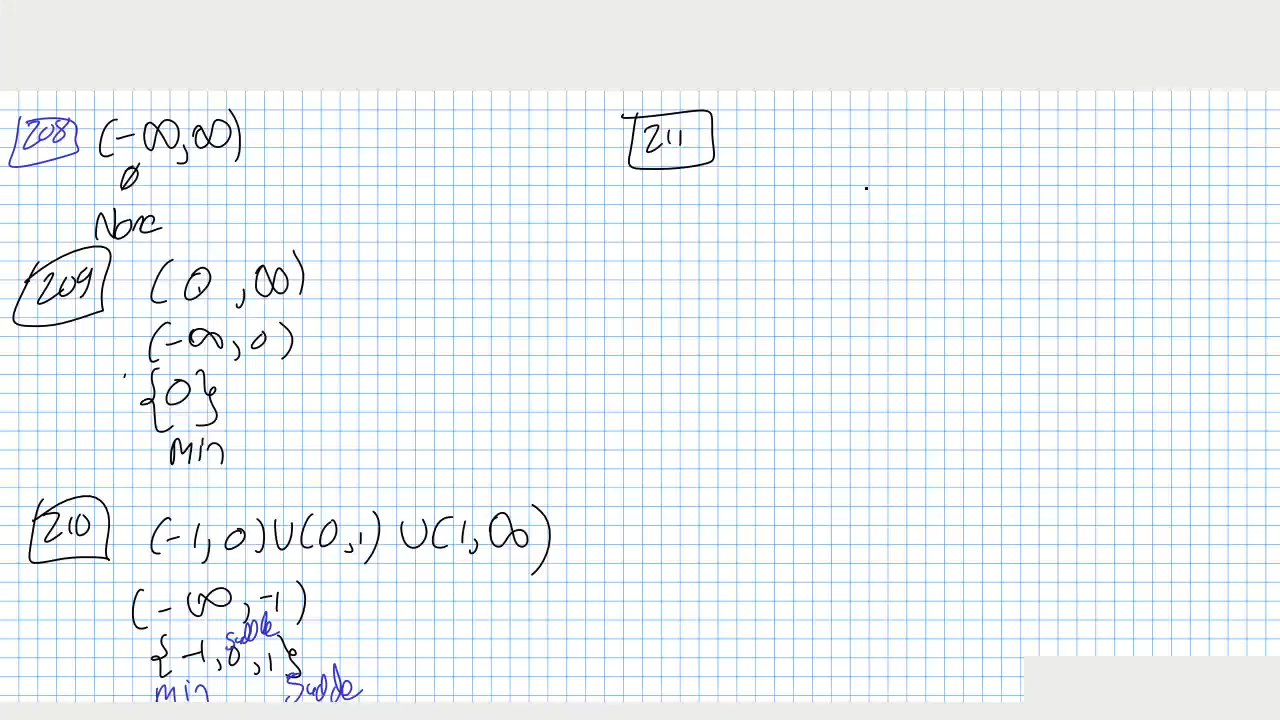 208 (-∞,∞)
∅
None
209 (0,∞)
(-∞,0)
{0}
min
210 (-1,0)∪(0,1)∪(1,∞)
(-∞,-1)
saddle
{-1,0,1}
min saddle
211